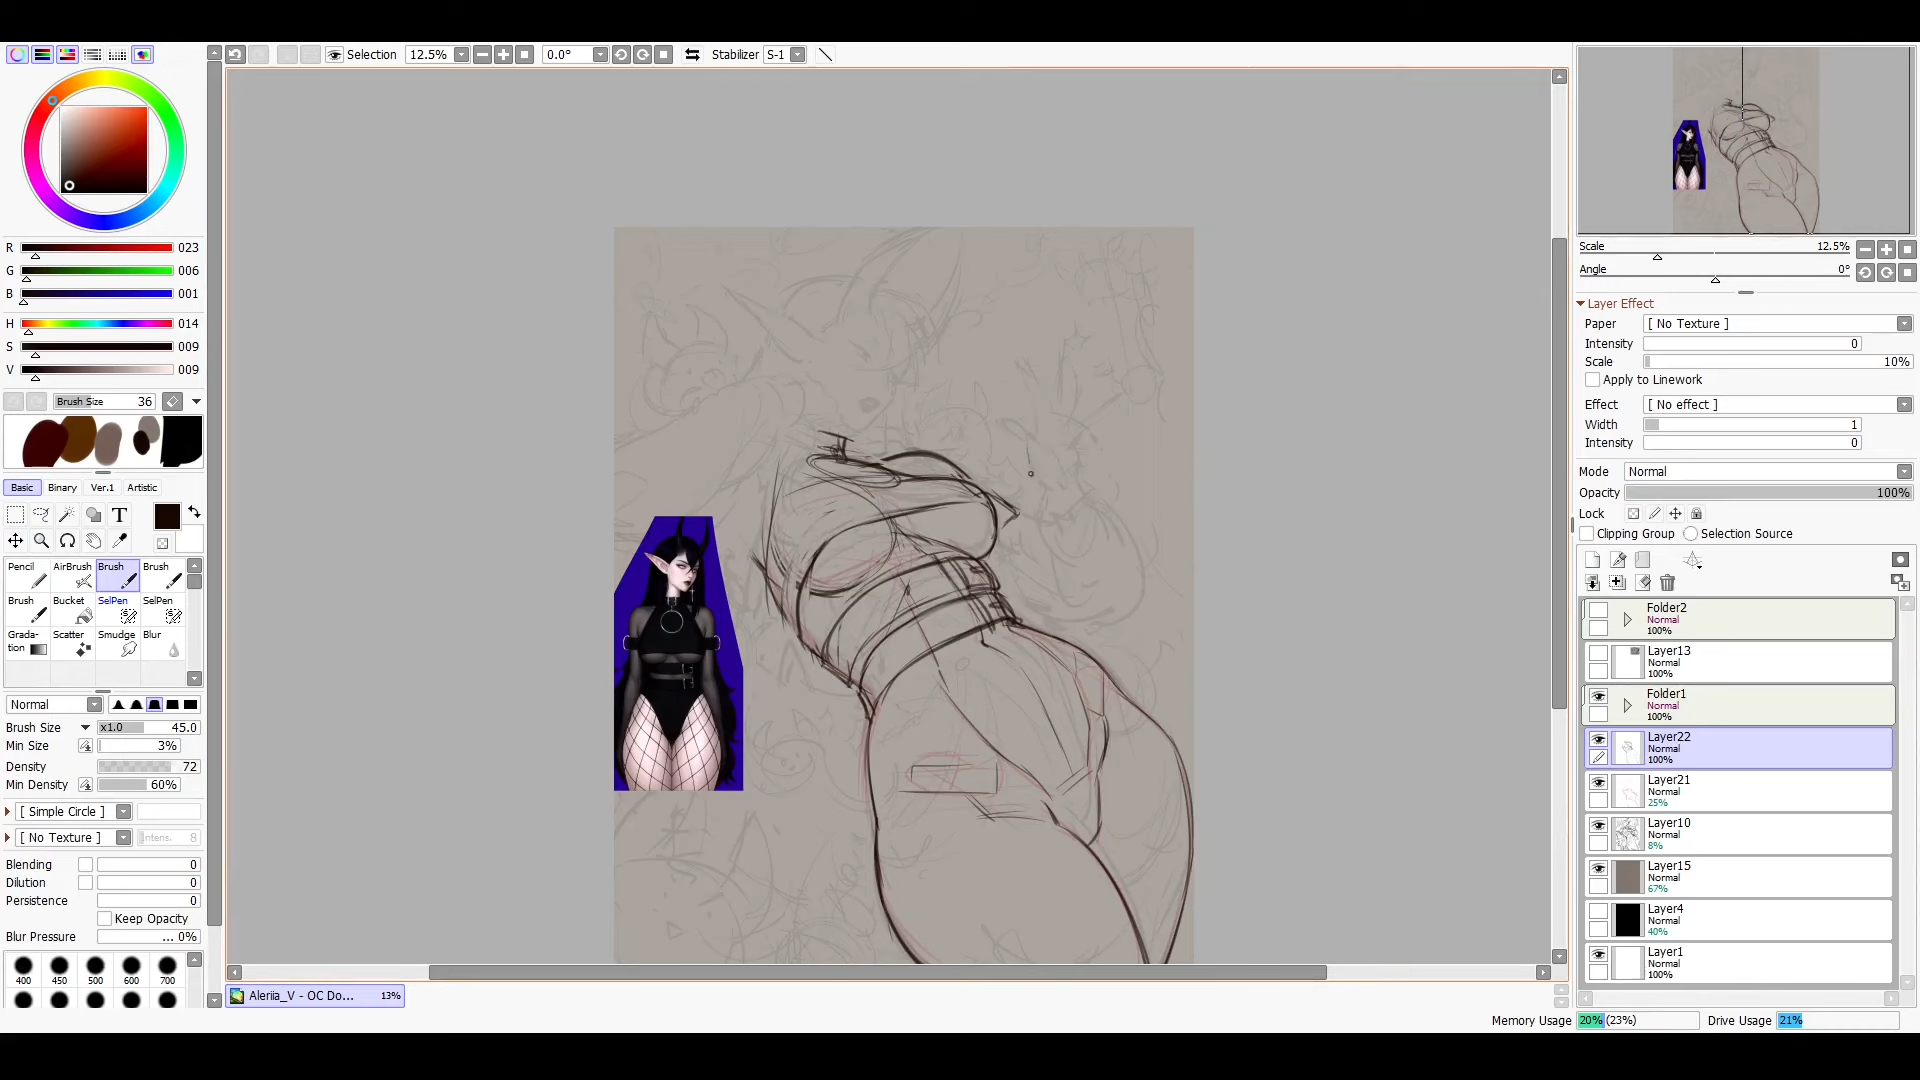 Selection 12.5% 0.0° Stabilizer S-1
R 023
G 006
B 001
H 014
S 009
V 009
Brush Size 36
Basic Binary Ver.1 Artistic
T
Pencil AirBrush Brush Brush
Brush Bucket SelPen SelPen
Grada-tion Scatter Smudge Blur
Normal
Brush Size x1.0 45.0
Min Size 3%
Density 72
Min Density 60%
[ Simple Circle ]
[ No Texture ] Intens. 8
Blending 0
Dilution 0
Persistence 0
Keep Opacity
Blur Pressure ... 0%
400 450 500 600 700
Aleriia_V - OC Do... 13%
Scale 12.5%
Angle 0°
Layer Effect
Paper [ No Texture ]
Intensity 0
Scale 10%
Apply to Linework
Effect [ No effect ]
Width 1
Intensity 0
Mode Normal
Opacity 100%
Lock
Clipping Group Selection Source
Folder2
Normal
100%
Layer13
Normal
100%
Folder1
Normal
100%
Layer22
Normal
100%
Layer21
Normal
25%
Layer10
Normal
8%
Layer15
Normal
67%
Layer4
Normal
40%
Layer1
Normal
100%
Memory Usage 20% (23%) Drive Usage 21%